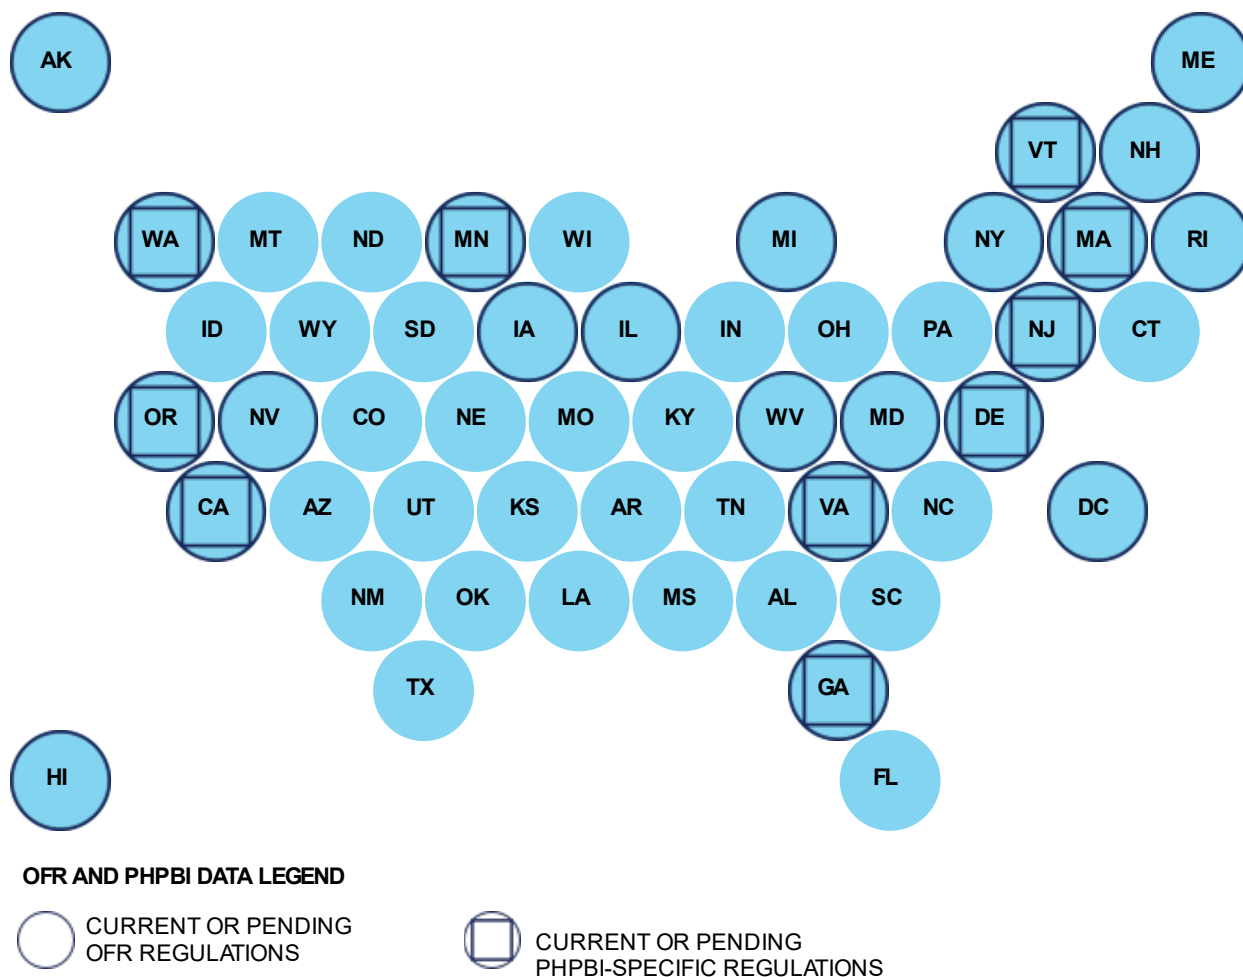 AK
ME
VT
NH
WA
MT
ND
MN
WI
MI
NY
MA
RI
ID
WY
SD
IA
IL
IN
OH
PA
NJ
CT
OR
NV
CO
NE
MO
KY
WV
MD
DE
CA
AZ
UT
KS
AR
TN
VA
NC
DC
NM
OK
LA
MS
AL
SC
TX
GA
HI
FL
OFR AND PHPBI DATA LEGEND
CURRENT OR PENDING
OFR REGULATIONS
CURRENT OR PENDING
PHPBI-SPECIFIC REGULATIONS